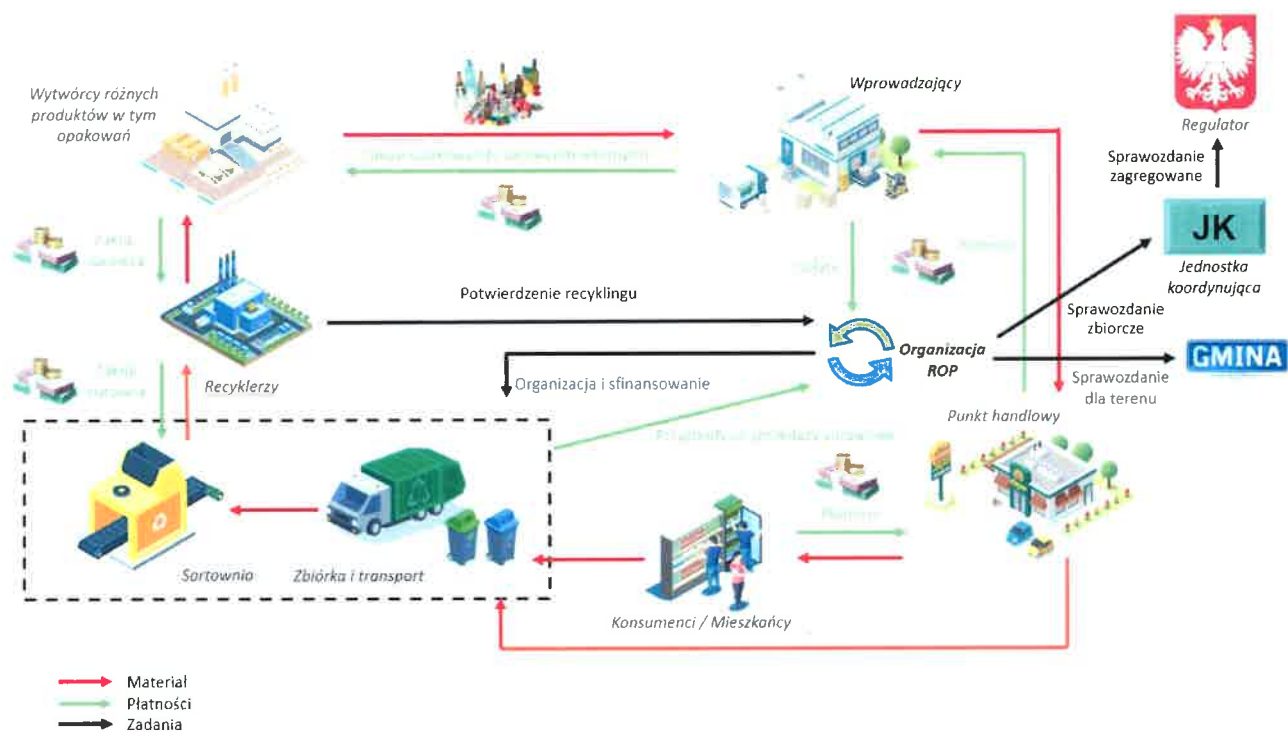 Wytwórcy różnych
produktów w tym
opakowań
Wprowadzający
Regulator
Sprawozdanie
zagregowane
JK
Jednostka
koordynująca
Potwierdzenie recyklingu
Sprawozdanie
zbiorcze
Organizacja
ROP
GMINA
Sprawozdanie
dla terenu
Recyklerzy
Organizacja i sfinansowanie
Punkt handlowy
Sortownia
Zbiórka i transport
Konsumenci / Mieszkańcy
Materiał
Płatności
Zadania